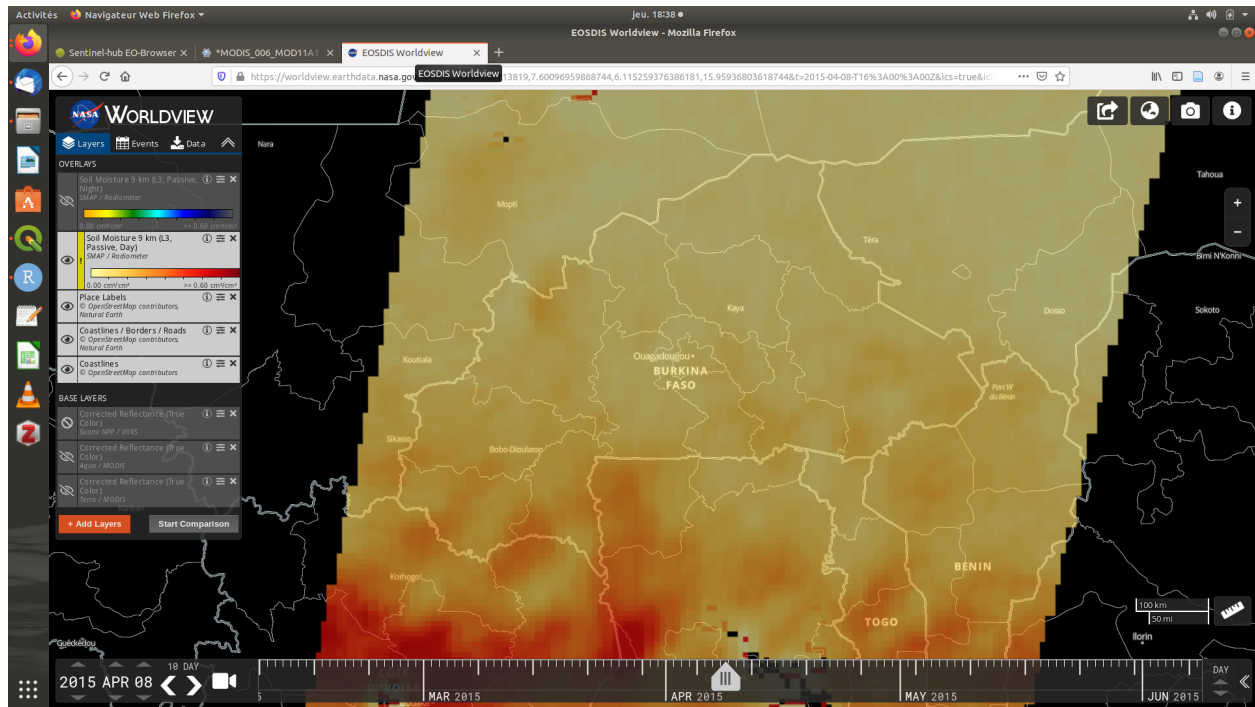 Activités
Navigateur Web Firefox
jeu. 18:38
EOSDIS Worldview - Mozilla Firefox
Sentinel-hub EO-Browser
*MODIS_006_MOD11A1
EOSDIS Worldview
https://worldview.earthdata.nasa.gov
EOSDIS Worldview
13819,7.60096959868744,6.115259376386181,15.95936803618744&t=2015-04-08-T16%3A00%3A00Z&ics=true&ici
NASA
WORLDVIEW
Layers
Events
Data
OVERLAYS
Soil Moisture 9 km (L3, Passive,
Night)
SMAP / Radiometer
0.00 cm³/cm³
>= 0.60 cm³/cm³
Soil Moisture 9 km (L3,
Passive, Day)
SMAP / Radiometer
0.00 cm³/cm³
>= 0.60 cm³/cm³
Place Labels
© OpenStreetMap contributors,
Natural Earth
Coastlines / Borders / Roads
© OpenStreetMap contributors,
Natural Earth
Coastlines
© OpenStreetMap contributors
BASE LAYERS
Corrected Reflectance (True
Color)
Suomi NPP / VIIRS
Corrected Reflectance (True
Color)
Aqua / MODIS
Corrected Reflectance (True
Color)
Terra / MODIS
+ Add Layers
Start Comparison
Nara
Mopti
Tahoua
Téra
Birni N'Konni
Kaya
Dosso
Sokoto
Koutiala
Ouagadougou
BURKINA
FASO
Parc W
du Bénin
Sikasso
Bobo-Dioulasso
Kankan
Korhogo
BENIN
TOGO
100 km
50 mi
Guéckédou
Ilorin
CÔTE
D'IVOIRE
Bouaké
10 DAY
2015 APR 08
MAR 2015
APR 2015
MAY 2015
JUN 2015
DAY